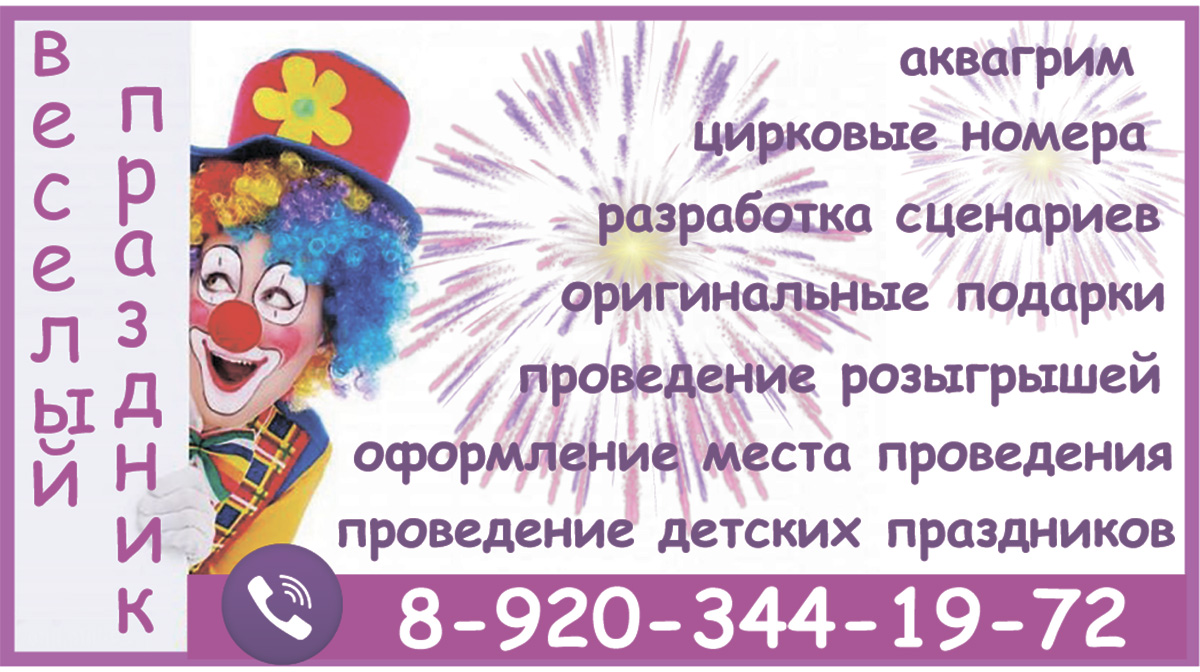 веселый
праздник
аквагрим
цирковые номера
разработка сценариев
оригинальные подарки
проведение розыгрышей
оформление места проведения
проведение детских праздников
8-920-344-19-72